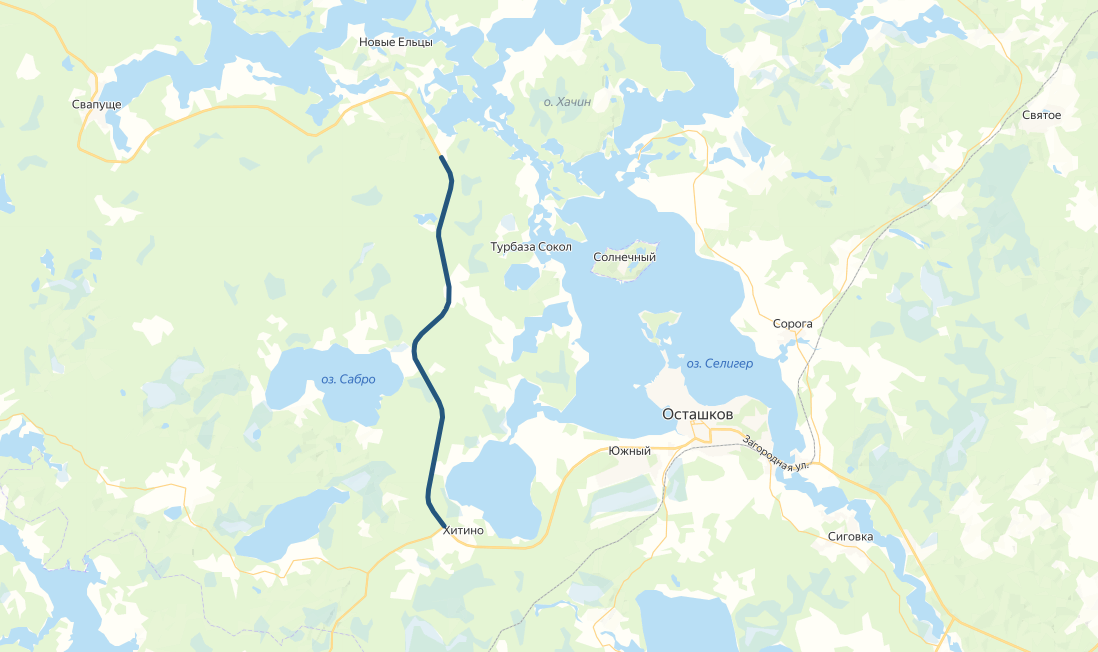 Новые Ельцы
Свапуще
о. Хачин
Святое
Турбаза Сокол
Солнечный
Сорога
оз. Селигер
оз. Сабро
Осташков
Загородная ул.
Южный
Хитино
Сиговка